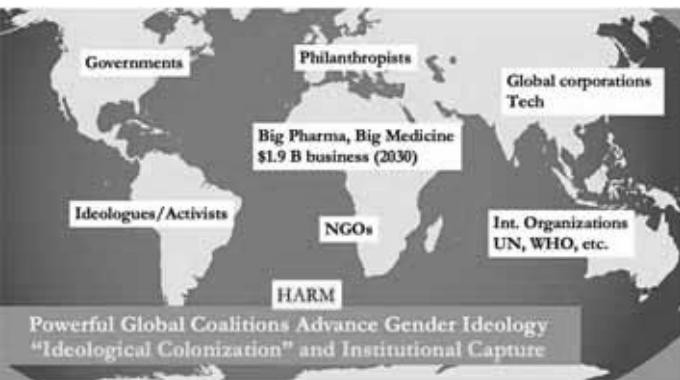 Governments
Philanthropists
Global corporations
Tech
Big Pharma, Big Medicine
$1.9 B business (2030)
Ideologues/Activists
NGOs
Int. Organizations
UN, WHO, etc.
HARM
Powerful Global Coalitions Advance Gender Ideology
“Ideological Colonization” and Institutional Capture